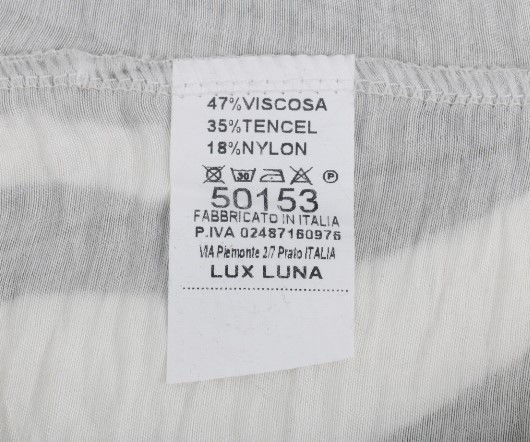 47%VISCOSA
35%TENCEL
18%NYLON
30 P
50153
FABBRICATO IN ITALIA
P.IVA 02487160976
VIA Piemonte 2/7 Prato ITALIA
LUX LUNA